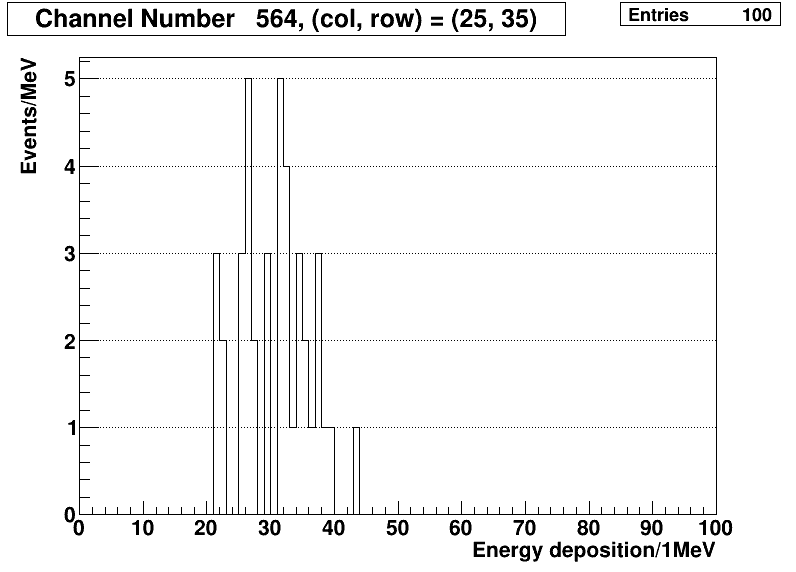 Channel Number 564, (col, row) = (25, 35)
Entries 100
Events/MeV
5
4
3
2
1
0
0 10 20 30 40 50 60 70 80 90 100
Energy deposition/1MeV